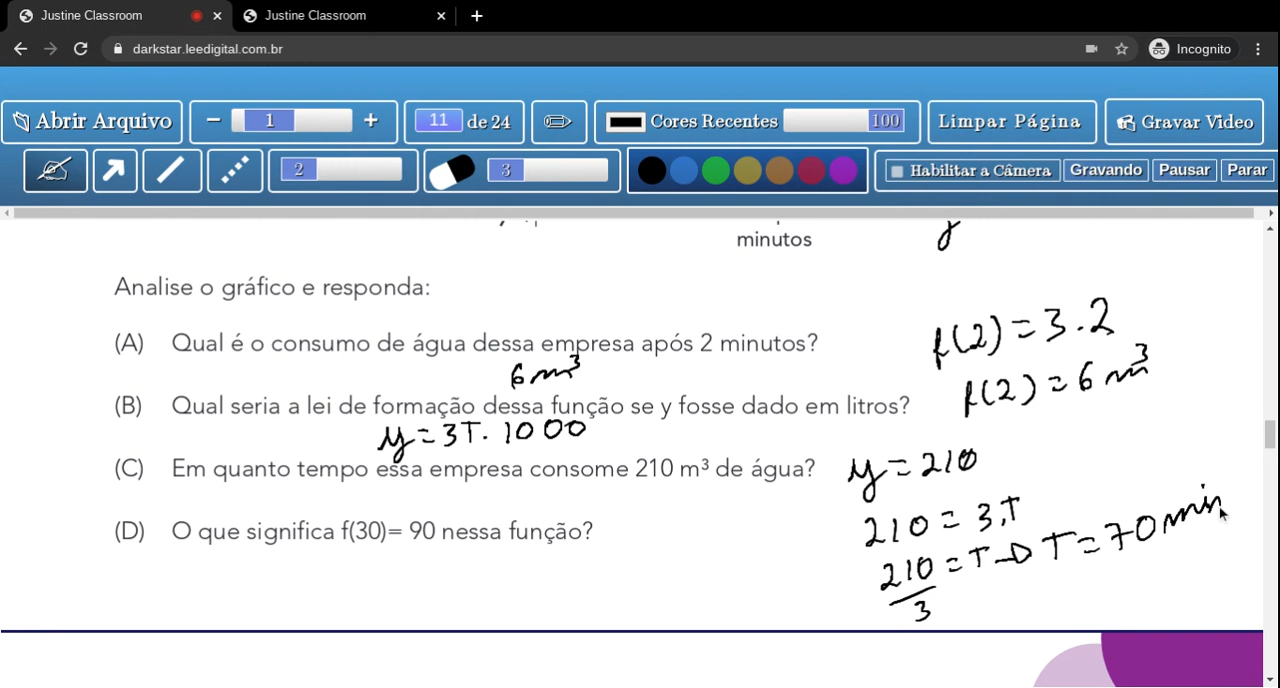 Justine Classroom
Justine Classroom
darkstar.leedigital.com.br
Incognito
Abrir Arquivo
− 1 +
11 de 24
Cores Recentes 100
Limpar Página
Gravar Video
2
3
Habilitar a Câmera
Gravando
Pausar
Parar
minutos
y
Analise o gráfico e responda:
(A) Qual é o consumo de água dessa empresa após 2 minutos?
f(2) = 3.2
6 m³
f(2) = 6 m³
(B) Qual seria a lei de formação dessa função se y fosse dado em litros?
y = 3T. 1000
(C) Em quanto tempo essa empresa consome 210 m³ de água?
y = 210
210 = 3.T
(D) O que significa f(30)= 90 nessa função?
210/3 = T → T = 70 min